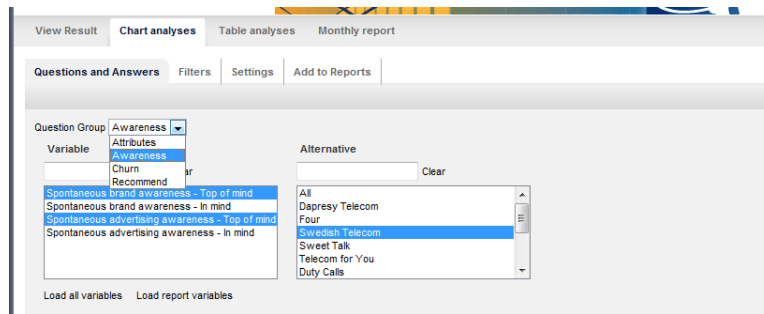 View Result Chart analyses Table analyses Monthly report
Questions and Answers Filters Settings Add to Reports
Question Group Awareness
Attributes
Awareness
Churn
Recommend
Variable Alternative
Clear
Spontaneous brand awareness - Top of mind
Spontaneous brand awareness - In mind
Spontaneous advertising awareness - Top of mind
Spontaneous advertising awareness - In mind
All
Dapresy Telecom
Four
Swedish Telecom
Sweet Talk
Telecom for You
Duty Calls
Load all variables Load report variables